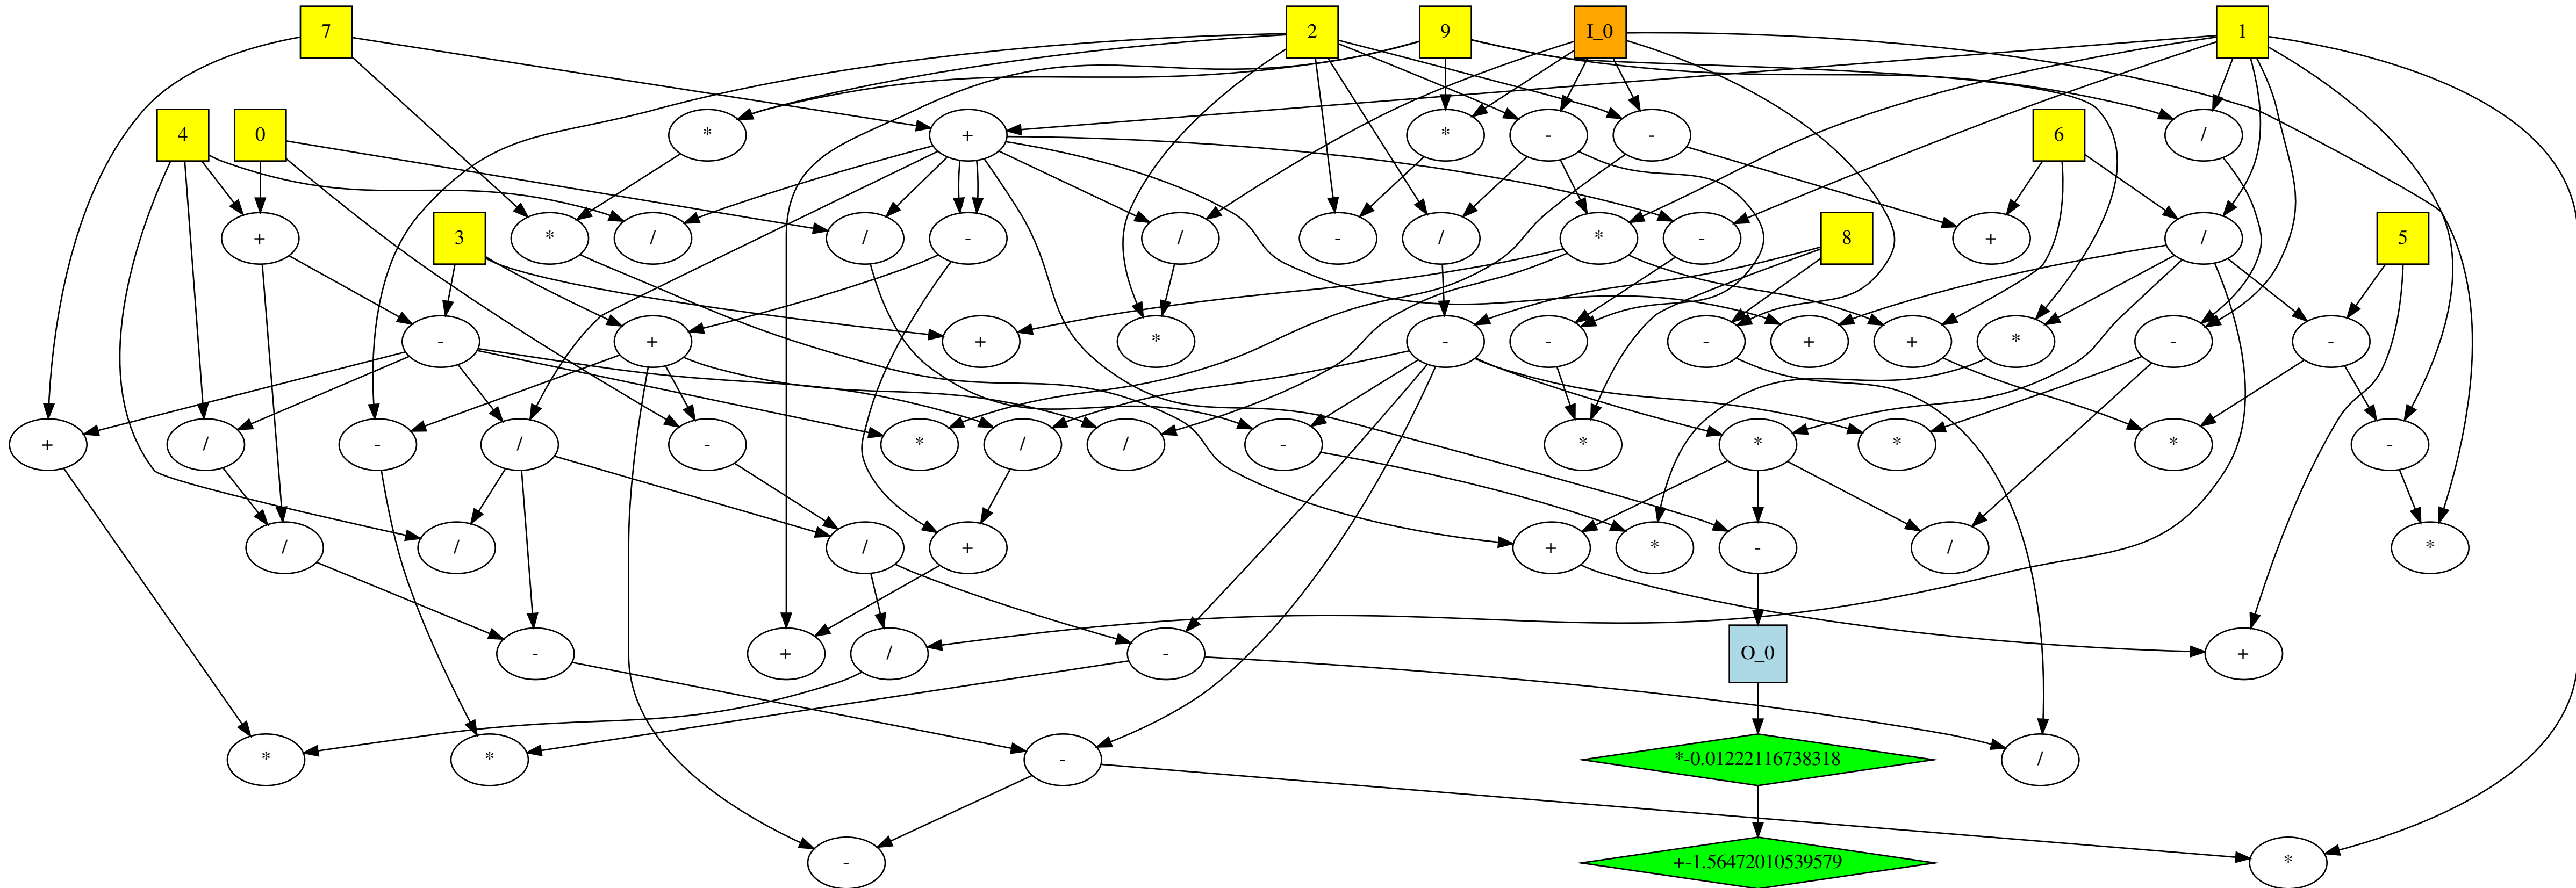 7 2 9 I_0 1
4 0 * + * - - 6 /
+ 3 * / / - / - / * - 8 + / 5
- + + * - - - + + * - -
+ / - / - * / / - * * * * -
/ / / + + * - / *
- + / - O_0 +
* * - *-0.01222116738318 /
- +-1.56472010539579 *